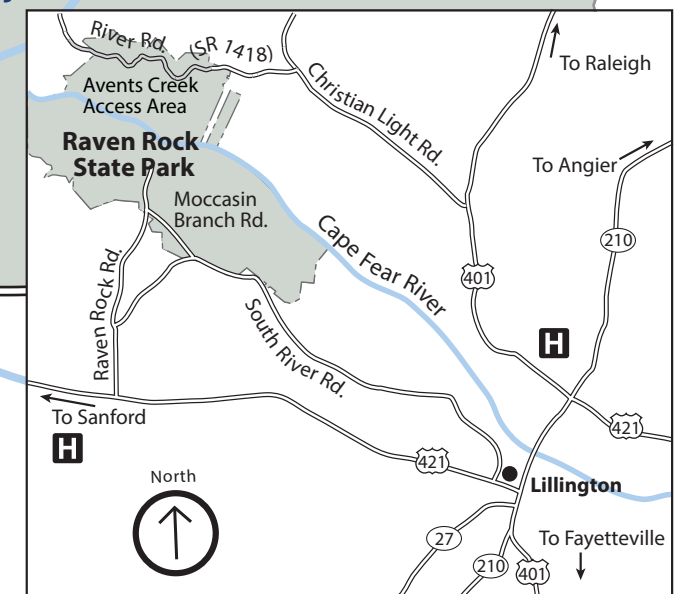 River Rd. (SR 1418)
To Raleigh
Avents Creek
Access Area
Christian Light Rd.
Raven Rock
State Park
To Angier
Moccasin
Branch Rd.
210
Cape Fear River
401
Raven Rock Rd.
South River Rd.
H
To Sanford
421
H
421
North
Lillington
27
To Fayetteville
210
401